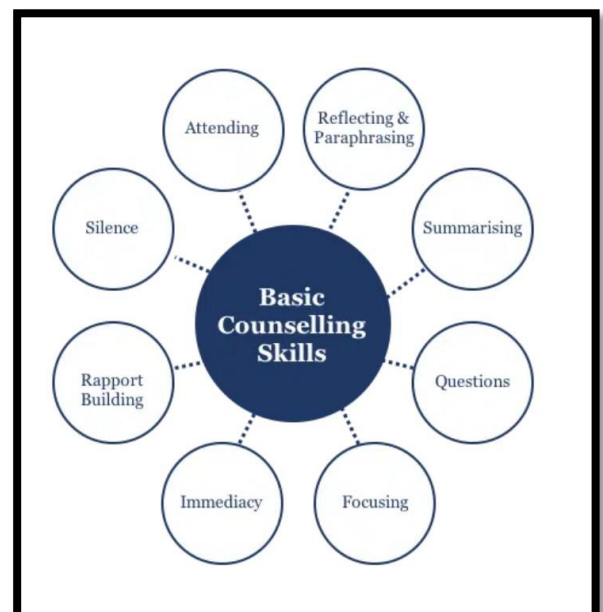 Attending
Reflecting &
Paraphrasing
Silence
Summarising
Basic
Counselling
Skills
Rapport
Building
Questions
Immediacy
Focusing